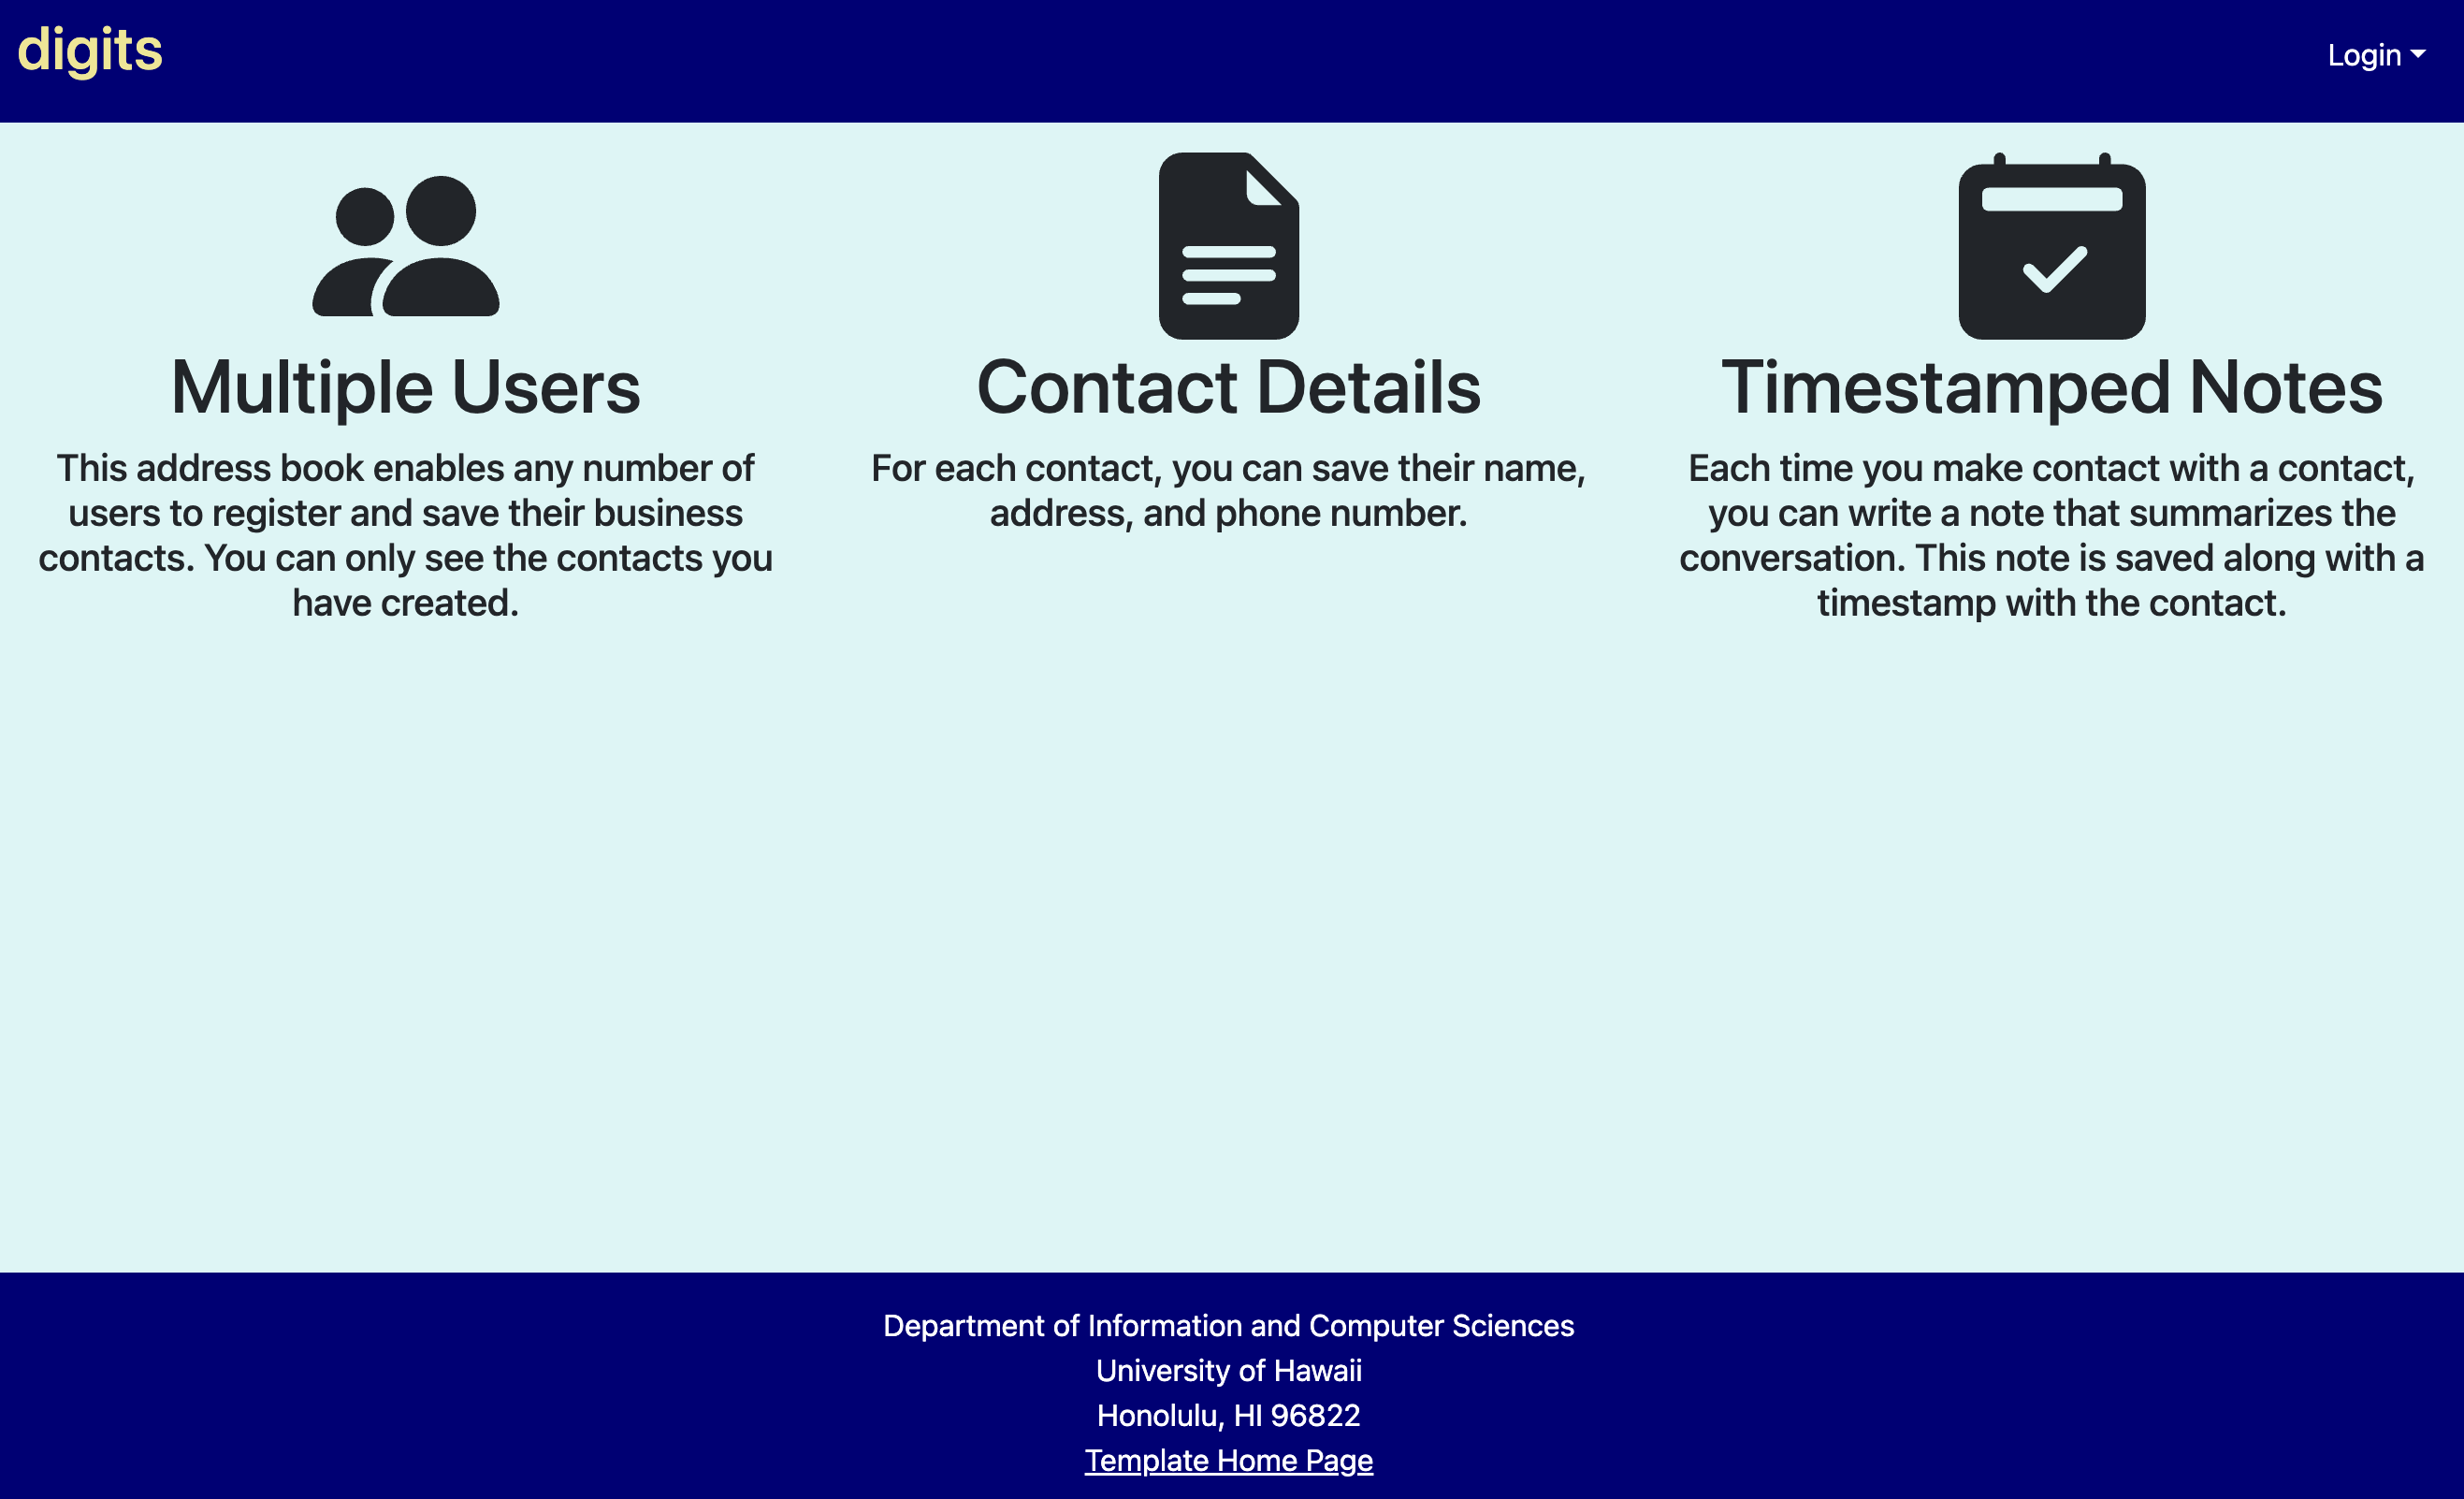 digits
Login
Multiple Users
This address book enables any number of
users to register and save their business
contacts. You can only see the contacts you
have created.
Contact Details
For each contact, you can save their name,
address, and phone number.
Timestamped Notes
Each time you make contact with a contact,
you can write a note that summarizes the
conversation. This note is saved along with a
timestamp with the contact.
Department of Information and Computer Sciences
University of Hawaii
Honolulu, HI 96822
Template Home Page